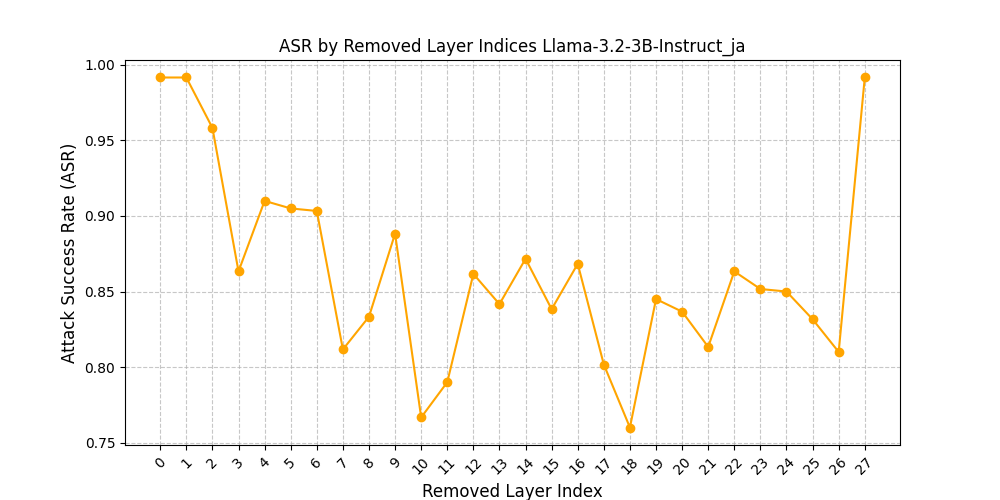 ASR by Removed Layer Indices Llama-3.2-3B-Instruct_ja
Attack Success Rate (ASR)
1.00
0.95
0.90
0.85
0.80
0.75
0 1 2 3 4 5 6 7 8 9 10 11 12 13 14 15 16 17 18 19 20 21 22 23 24 25 26 27
Removed Layer Index